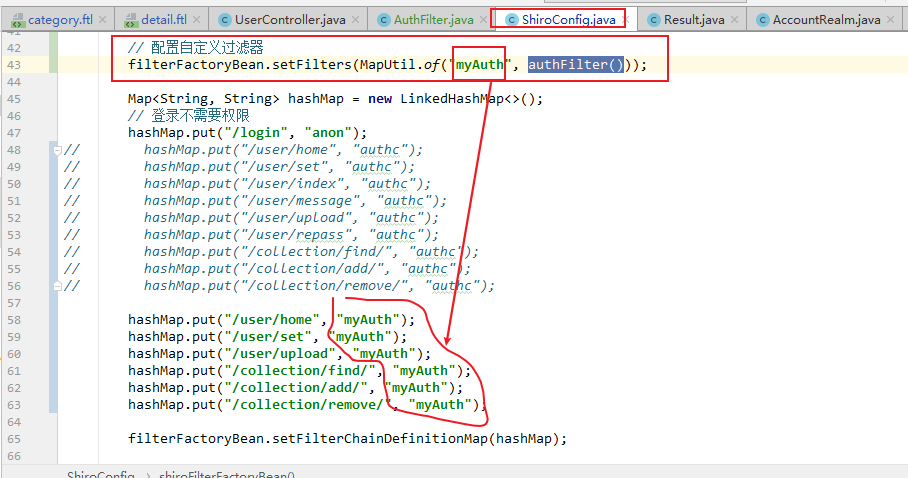 category.ftl detail.ftl UserController.java AuthFilter.java ShiroConfig.java Result.java AccountRealm.java
42 // 配置自定义过滤器
43 filterFactoryBean.setFilters(MapUtil.of("myAuth", authFilter()));
44
45 Map<String, String> hashMap = new LinkedHashMap<>();
46 // 登录不需要权限
47 hashMap.put("/login", "anon");
48 // hashMap.put("/user/home", "authc");
49 // hashMap.put("/user/set", "authc");
50 // hashMap.put("/user/index", "authc");
51 // hashMap.put("/user/message", "authc");
52 // hashMap.put("/user/upload", "authc");
53 // hashMap.put("/user/repass", "authc");
54 // hashMap.put("/collection/find/", "authc");
55 // hashMap.put("/collection/add/", "authc");
56 // hashMap.put("/collection/remove/", "authc");
57
58 hashMap.put("/user/home", "myAuth");
59 hashMap.put("/user/set", "myAuth");
60 hashMap.put("/user/upload", "myAuth");
61 hashMap.put("/collection/find/", "myAuth");
62 hashMap.put("/collection/add/", "myAuth");
63 hashMap.put("/collection/remove/", "myAuth");
64
65 filterFactoryBean.setFilterChainDefinitionMap(hashMap);
66
ShiroConfig > shiroFilterFactoryBean()